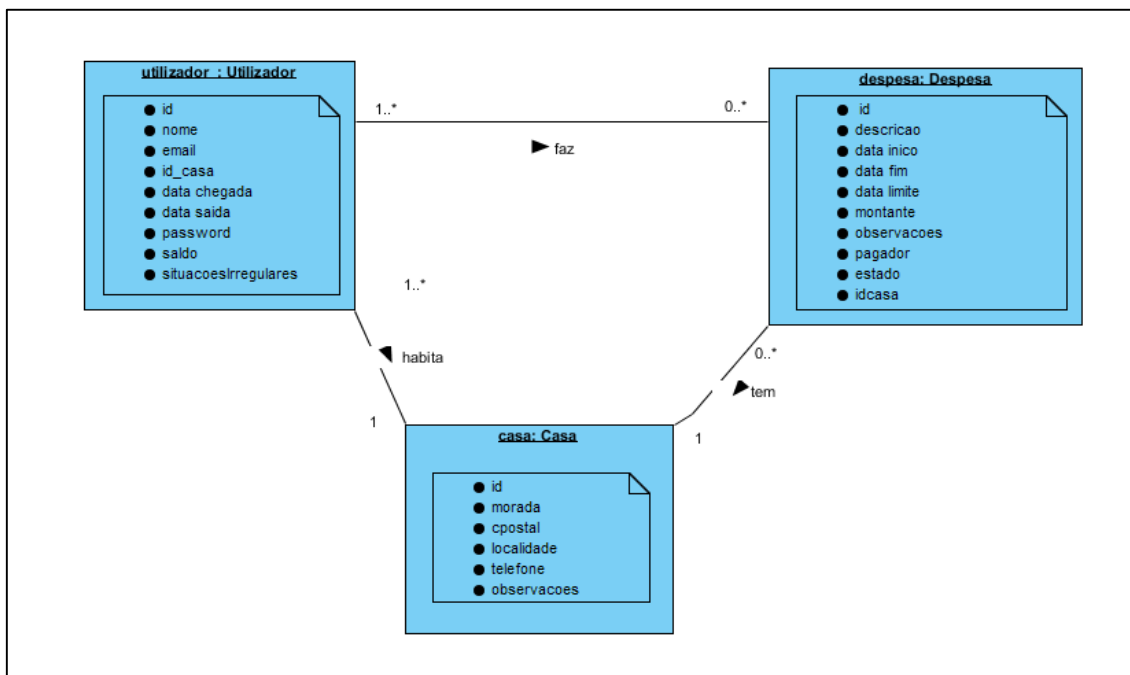 utilizador : Utilizador
id
nome
email
id_casa
data chegada
data saida
password
saldo
situacoesIrregulares
1..*
0..*
faz
despesa: Despesa
id
descricao
data inico
data fim
data limite
montante
observacoes
pagador
estado
idcasa
1..*
habita
1
0..*
tem
1
casa: Casa
id
morada
cpostal
localidade
telefone
observacoes